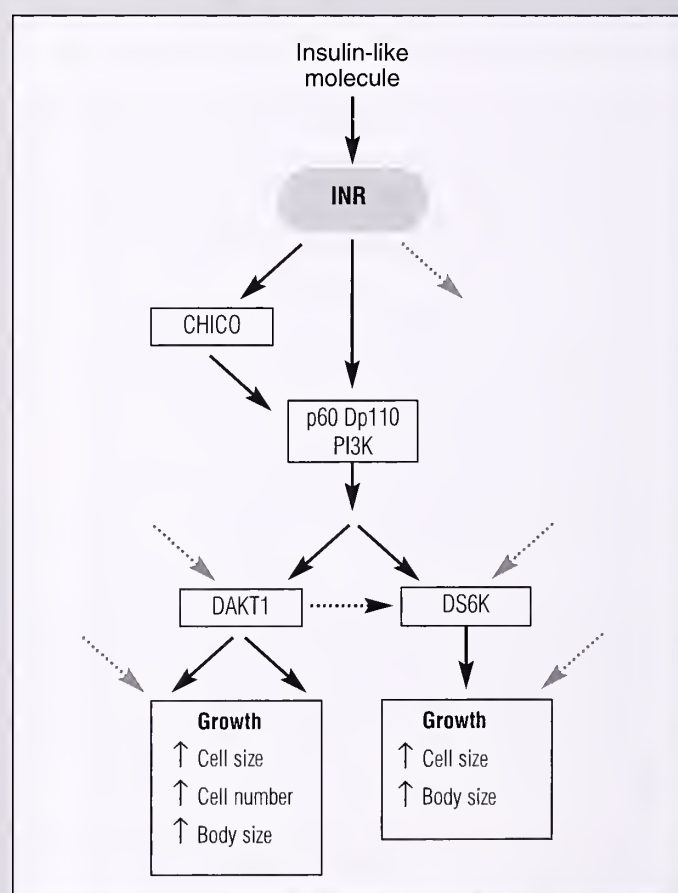 Insulin-like
molecule
INR
CHICO
p60 Dp110
PI3K
DAKT1
DS6K
Growth
↑ Cell size
↑ Cell number
↑ Body size
Growth
↑ Cell size
↑ Body size